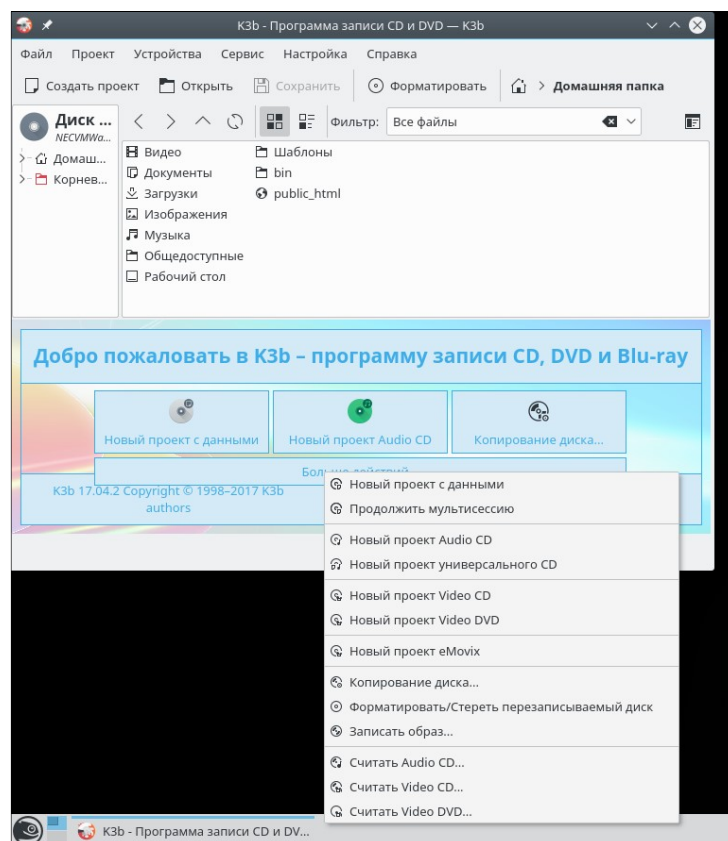 K3b - Программа записи CD и DVD — K3b
Файл Проект Устройства Сервис Настройка Справка
Создать проект Открыть Сохранить Форматировать > Домашняя папка
Диск ...
NECVMWa...
Фильтр: Все файлы
Домаш...
Корнев...
Видео
Документы
Загрузки
Изображения
Музыка
Общедоступные
Рабочий стол
Шаблоны
bin
public_html
Добро пожаловать в K3b – программу записи CD, DVD и Blu-ray
Новый проект с данными Новый проект Audio CD Копирование диска...
Больше действий
K3b 17.04.2 Copyright © 1998–2017 K3b
authors
Новый проект с данными
Продолжить мультисессию
Новый проект Audio CD
Новый проект универсального CD
Новый проект Video CD
Новый проект Video DVD
Новый проект eMovix
Копирование диска...
Форматировать/Стереть перезаписываемый диск
Записать образ...
Считать Audio CD...
Считать Video CD...
Считать Video DVD...
K3b - Программа записи CD и DV...